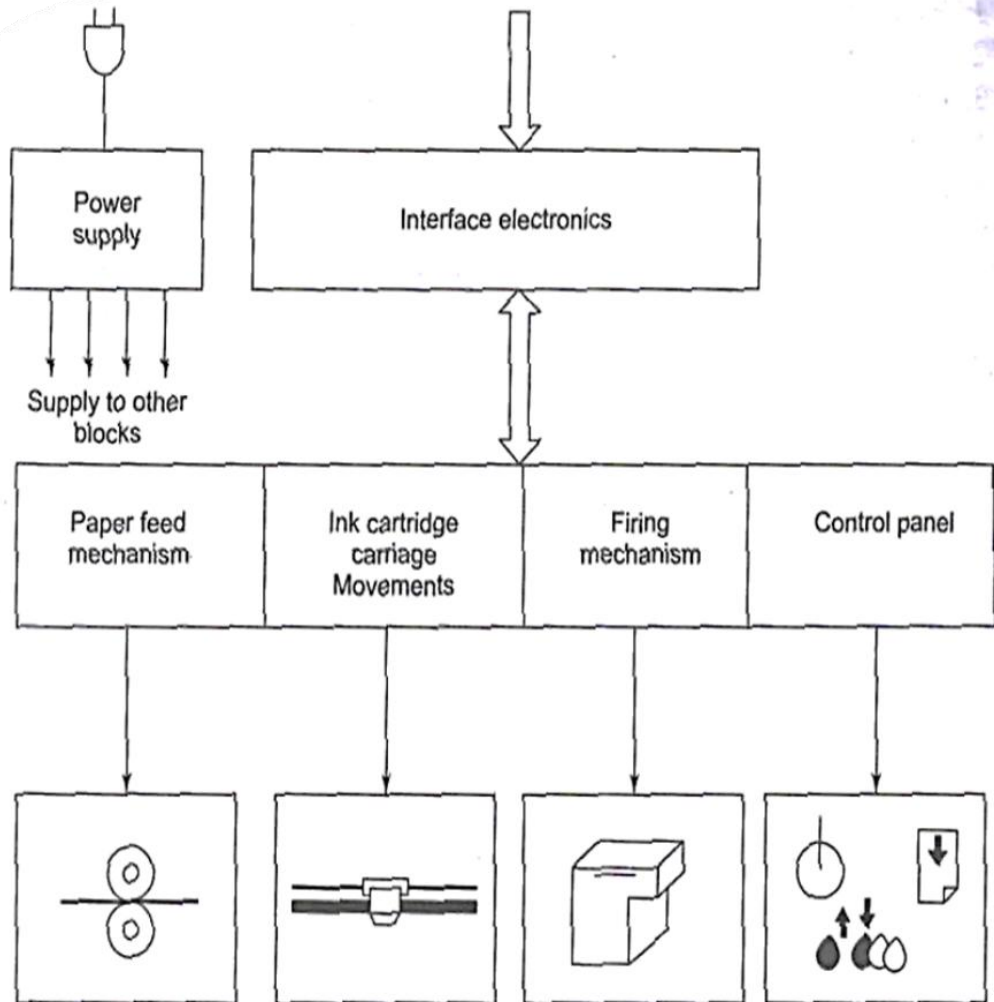 Power
supply
Interface electronics
Supply to other
blocks
Paper feed
mechanism
Ink cartridge
carriage
Movements
Firing
mechanism
Control panel